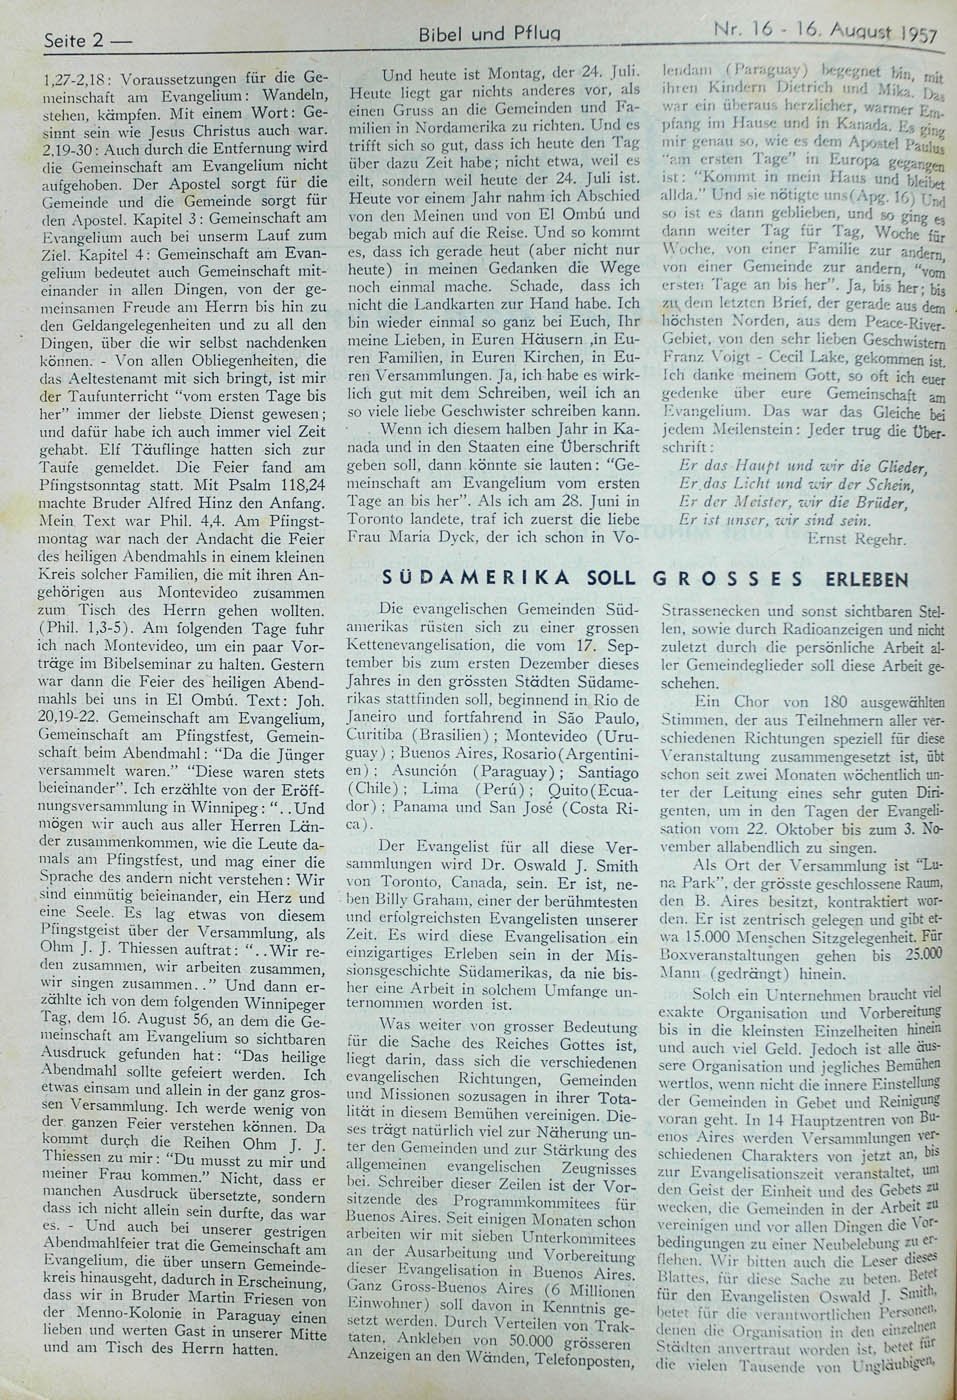 Seite 2 —
Bibel und Pflug
Nr. 16 - 16. August 1957
1,27-2,18: Voraussetzungen für die Ge-
meinschaft am Evangelium: Wandeln,
stehen, kämpfen. Mit einem Wort: Ge-
sinnt sein wie Jesus Christus auch war.
2,19-30: Auch durch die Entfernung wird
die Gemeinschaft am Evangelium nicht
aufgehoben. Der Apostel sorgt für die
Gemeinde und die Gemeinde sorgt für
den Apostel. Kapitel 3: Gemeinschaft am
Evangelium auch bei unserm Lauf zum
Ziel. Kapitel 4: Gemeinschaft am Evan-
gelium bedeutet auch Gemeinschaft mit-
einander in allen Dingen, von der ge-
meinsamen Freude am Herrn bis hin zu
den Geldangelegenheiten und zu all den
Dingen, über die wir selbst nachdenken
können. - Von allen Obliegenheiten, die
das Aeltestenamt mit sich bringt, ist mir
der Taufunterricht "vom ersten Tage bis
her" immer der liebste Dienst gewesen;
und dafür habe ich auch immer viel Zeit
gehabt. Elf Täuflinge hatten sich zur
Taufe gemeldet. Die Feier fand am
Pfingstsonntag statt. Mit Psalm 118,24
machte Bruder Alfred Hinz den Anfang.
Mein Text war Phil. 4,4. Am Pfingst-
montag war nach der Andacht die Feier
des heiligen Abendmahls in einem kleinen
Kreis solcher Familien, die mit ihren An-
gehörigen aus Montevideo zusammen
zum Tisch des Herrn gehen wollten.
(Phil. 1,3-5). Am folgenden Tage fuhr
ich nach Montevideo, um ein paar Vor-
träge im Bibelseminar zu halten. Gestern
war dann die Feier des heiligen Abend-
mahls bei uns in El Ombú. Text: Joh.
20,19-22. Gemeinschaft am Evangelium,
Gemeinschaft am Pfingstfest, Gemein-
schaft beim Abendmahl: "Da die Jünger
versammelt waren." "Diese waren stets
beieinander". Ich erzählte von der Eröff-
nungsversammlung in Winnipeg: "..Und
mögen wir auch aus aller Herren Län-
der zusammenkommen, wie die Leute da-
mals am Pfingstfest, und mag einer die
Sprache des andern nicht verstehen: Wir
sind einmütig beieinander, ein Herz und
eine Seele. Es lag etwas von diesem
Pfingstgeist über der Versammlung, als
Ohm J. J. Thiessen auftrat: "..Wir re-
den zusammen, wir arbeiten zusammen,
wir singen zusammen.." Und dann er-
zählte ich von dem folgenden Winnipeger
Tag, dem 16. August 56, an dem die Ge-
meinschaft am Evangelium so sichtbaren
Ausdruck gefunden hat: "Das heilige
Abendmahl sollte gefeiert werden. Ich
etwas einsam und allein in der ganz gros-
sen Versammlung. Ich werde wenig von
der ganzen Feier verstehen können. Da
kommt durch die Reihen Ohm J. J.
Thiessen zu mir: "Du musst zu mir und
meiner Frau kommen." Nicht, dass er
manchen Ausdruck übersetzte, sondern
dass ich nicht allein sein durfte, das war
es. - Und auch bei unserer gestrigen
Abendmahlfeier trat die Gemeinschaft am
Evangelium, die über unsern Gemeinde-
kreis hinausgeht, dadurch in Erscheinung,
dass wir in Bruder Martin Friesen von
der Menno-Kolonie in Paraguay einen
lieben und werten Gast in unserer Mitte
und am Tisch des Herrn hatten.
Und heute ist Montag, der 24. Juli.
Heute liegt gar nichts anderes vor, als
einen Gruss an die Gemeinden und Fa-
milien in Nordamerika zu richten. Und es
trifft sich so gut, dass ich heute den Tag
über dazu Zeit habe; nicht etwa, weil es
eilt, sondern weil heute der 24. Juli ist.
Heute vor einem Jahr nahm ich Abschied
von den Meinen und von El Ombú und
begab mich auf die Reise. Und so kommt
es, dass ich gerade heut (aber nicht nur
heute) in meinen Gedanken die Wege
noch einmal mache. Schade, dass ich
nicht die Landkarten zur Hand habe. Ich
bin wieder einmal so ganz bei Euch, Ihr
meine Lieben, in Euren Häusern ,in Eu-
ren Familien, in Euren Kirchen, in Eu-
ren Versammlungen. Ja, ich habe es wirk-
lich gut mit dem Schreiben, weil ich an
so viele liebe Geschwister schreiben kann.
Wenn ich diesem halben Jahr in Ka-
nada und in den Staaten eine Überschrift
geben soll, dann könnte sie lauten: "Ge-
meinschaft am Evangelium vom ersten
Tage an bis her". Als ich am 28. Juni in
Toronto landete, traf ich zuerst die liebe
Frau Maria Dyck, der ich schon in Vo-
lendam (Paraguay) begegnet bin, mit
ihren Kindern Dietrich und Mika. Das
war ein überaus herzlicher, warmer Em-
pfang im Hause und in Kanada. Es ging
mir genau so, wie es dem Apostel Paulus
"am ersten Tage" in Europa gegangen
ist: "Kommt in mein Haus und bleibet
allda." Und sie nötigte uns(Apg. 16) Und
so ist es dann geblieben, und so ging es
dann weiter Tag für Tag, Woche für
Woche, von einer Familie zur andern,
von einer Gemeinde zur andern, "vom
ersten Tage an bis her". Ja, bis her; bis
zu dem letzten Brief, der gerade aus dem
höchsten Norden, aus dem Peace-River-
Gebiet, von den sehr lieben Geschwistern
Franz Voigt - Cecil Lake, gekommen ist.
Ich danke meinem Gott, so oft ich euer
gedenke über eure Gemeinschaft am
Evangelium. Das war das Gleiche bei
jedem Meilenstein: Jeder trug die Über-
schrift:
Er das Haupt und wir die Glieder,
Er das Licht und wir der Schein,
Er der Meister, wir die Brüder,
Er ist unser, wir sind sein.
Ernst Regehr.
SÜDAMERIKA SOLL GROSSES ERLEBEN
Die evangelischen Gemeinden Süd-
amerikas rüsten sich zu einer grossen
Kettenevangelisation, die vom 17. Sep-
tember bis zum ersten Dezember dieses
Jahres in den grössten Städten Südame-
rikas stattfinden soll, beginnend in Rio de
Janeiro und fortfahrend in São Paulo,
Curitiba (Brasilien); Montevideo (Uru-
guay); Buenos Aires, Rosario(Argentini-
en); Asunción (Paraguay); Santiago
(Chile); Lima (Perú); Quito(Ecua-
dor); Panama und San José (Costa Ri-
ca).
Der Evangelist für all diese Ver-
sammlungen wird Dr. Oswald J. Smith
von Toronto, Canada, sein. Er ist, ne-
ben Billy Graham, einer der berühmtesten
und erfolgreichsten Evangelisten unserer
Zeit. Es wird diese Evangelisation ein
einzigartiges Erleben sein in der Mis-
sionsgeschichte Südamerikas, da nie bis-
her eine Arbeit in solchem Umfange un-
ternommen worden ist.
Was weiter von grosser Bedeutung
für die Sache des Reiches Gottes ist,
liegt darin, dass sich die verschiedenen
evangelischen Richtungen, Gemeinden
und Missionen sozusagen in ihrer Tota-
lität in diesem Bemühen vereinigen. Die-
ses trägt natürlich viel zur Näherung un-
ter den Gemeinden und zur Stärkung des
allgemeinen evangelischen Zeugnisses
bei. Schreiber dieser Zeilen ist der Vor-
sitzende des Programmkommitees für
Buenos Aires. Seit einigen Monaten schon
arbeiten wir mit sieben Unterkommitees
an der Ausarbeitung und Vorbereitung
dieser Evangelisation in Buenos Aires.
Ganz Gross-Buenos Aires (6 Millionen
Einwohner) soll davon in Kenntnis ge-
setzt werden. Durch Verteilen von Trak-
taten, Ankleben von 50.000 grösseren
Anzeigen an den Wänden, Telefonposten,
Strassenecken und sonst sichtbaren Stel-
len, sowie durch Radioanzeigen und nicht
zuletzt durch die persönliche Arbeit al-
ler Gemeindeglieder soll diese Arbeit ge-
schehen.
Ein Chor von 180 ausgewählten
Stimmen, der aus Teilnehmern aller ver-
schiedenen Richtungen speziell für diese
Veranstaltung zusammengesetzt ist, übt
schon seit zwei Monaten wöchentlich un-
ter der Leitung eines sehr guten Diri-
genten, um in den Tagen der Evangeli-
sation vom 22. Oktober bis zum 3. No-
vember allabendlich zu singen.
Als Ort der Versammlung ist "Lu-
na Park", der grösste geschlossene Raum,
den B. Aires besitzt, kontraktiert wor-
den. Er ist zentrisch gelegen und gibt et-
wa 15.000 Menschen Sitzgelegenheit. Für
Boxveranstaltungen gehen bis 25.000
Mann (gedrängt) hinein.
Solch ein Unternehmen braucht viel
exakte Organisation und Vorbereitung
bis in die kleinsten Einzelheiten hinein
und auch viel Geld. Jedoch ist alle äus-
sere Organisation und jegliches Bemühen
wertlos, wenn nicht die innere Einstellung
der Gemeinden in Gebet und Reinigung
voran geht. In 14 Hauptzentren von Bu-
enos Aires werden Versammlungen ver-
schiedenen Charakters von jetzt an, bis
zur Evangelisationszeit veranstaltet, um
den Geist der Einheit und des Gebets zu
wecken, die Gemeinden in der Arbeit zu
vereinigen und vor allen Dingen die Vor-
bedingungen zu einer Neubelebung zu er-
flehen. Wir bitten auch die Leser dieses
Blattes, für diese Sache zu beten. Betet
für den Evangelisten Oswald J. Smith,
betet für die verantwortlichen Personen,
denen die Organisation in den einzelnen
Städten anvertraut worden ist, betet für
die vielen Tausende von Ungläubigen,